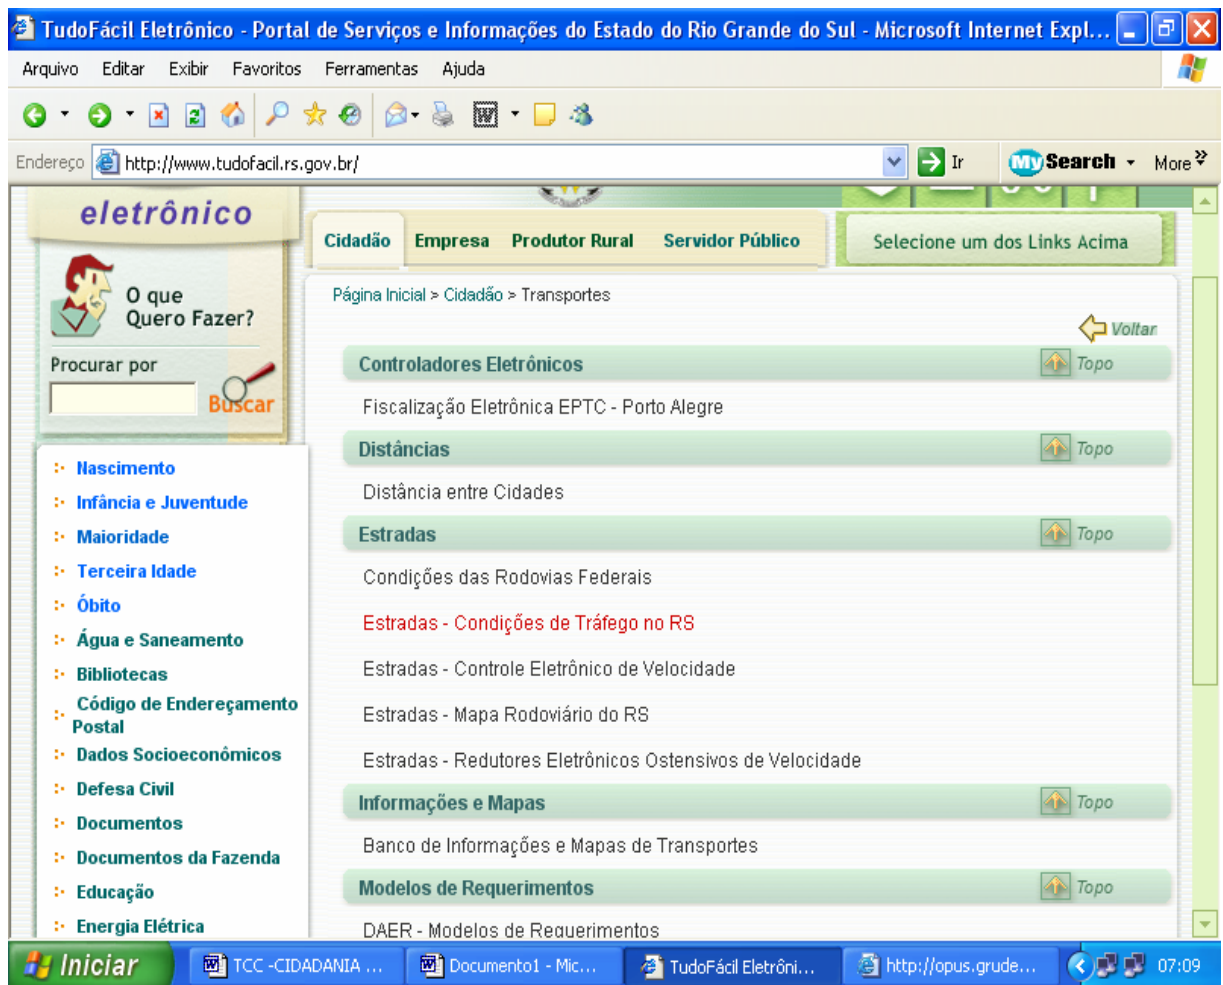 TudoFácil Eletrônico - Portal de Serviços e Informações do Estado do Rio Grande do Sul - Microsoft Internet Expl...
Arquivo Editar Exibir Favoritos Ferramentas Ajuda
Endereço http://www.tudofacil.rs.gov.br/ Ir My Search More
eletrônico
O que
Quero Fazer?
Procurar por
Buscar
Nascimento
Infância e Juventude
Maioridade
Terceira Idade
Óbito
Água e Saneamento
Bibliotecas
Código de Endereçamento
Postal
Dados Socioeconômicos
Defesa Civil
Documentos
Documentos da Fazenda
Educação
Energia Elétrica
Cidadão Empresa Produtor Rural Servidor Público
Selecione um dos Links Acima
Página Inicial > Cidadão > Transportes
Voltar
Controladores Eletrônicos Topo
Fiscalização Eletrônica EPTC - Porto Alegre
Distâncias Topo
Distância entre Cidades
Estradas Topo
Condições das Rodovias Federais
Estradas - Condições de Tráfego no RS
Estradas - Controle Eletrônico de Velocidade
Estradas - Mapa Rodoviário do RS
Estradas - Redutores Eletrônicos Ostensivos de Velocidade
Informações e Mapas Topo
Banco de Informações e Mapas de Transportes
Modelos de Requerimentos Topo
DAER - Modelos de Requerimentos
Iniciar TCC -CIDADANIA ... Documento1 - Mic... TudoFácil Eletrôni... http://opus.grude... 07:09